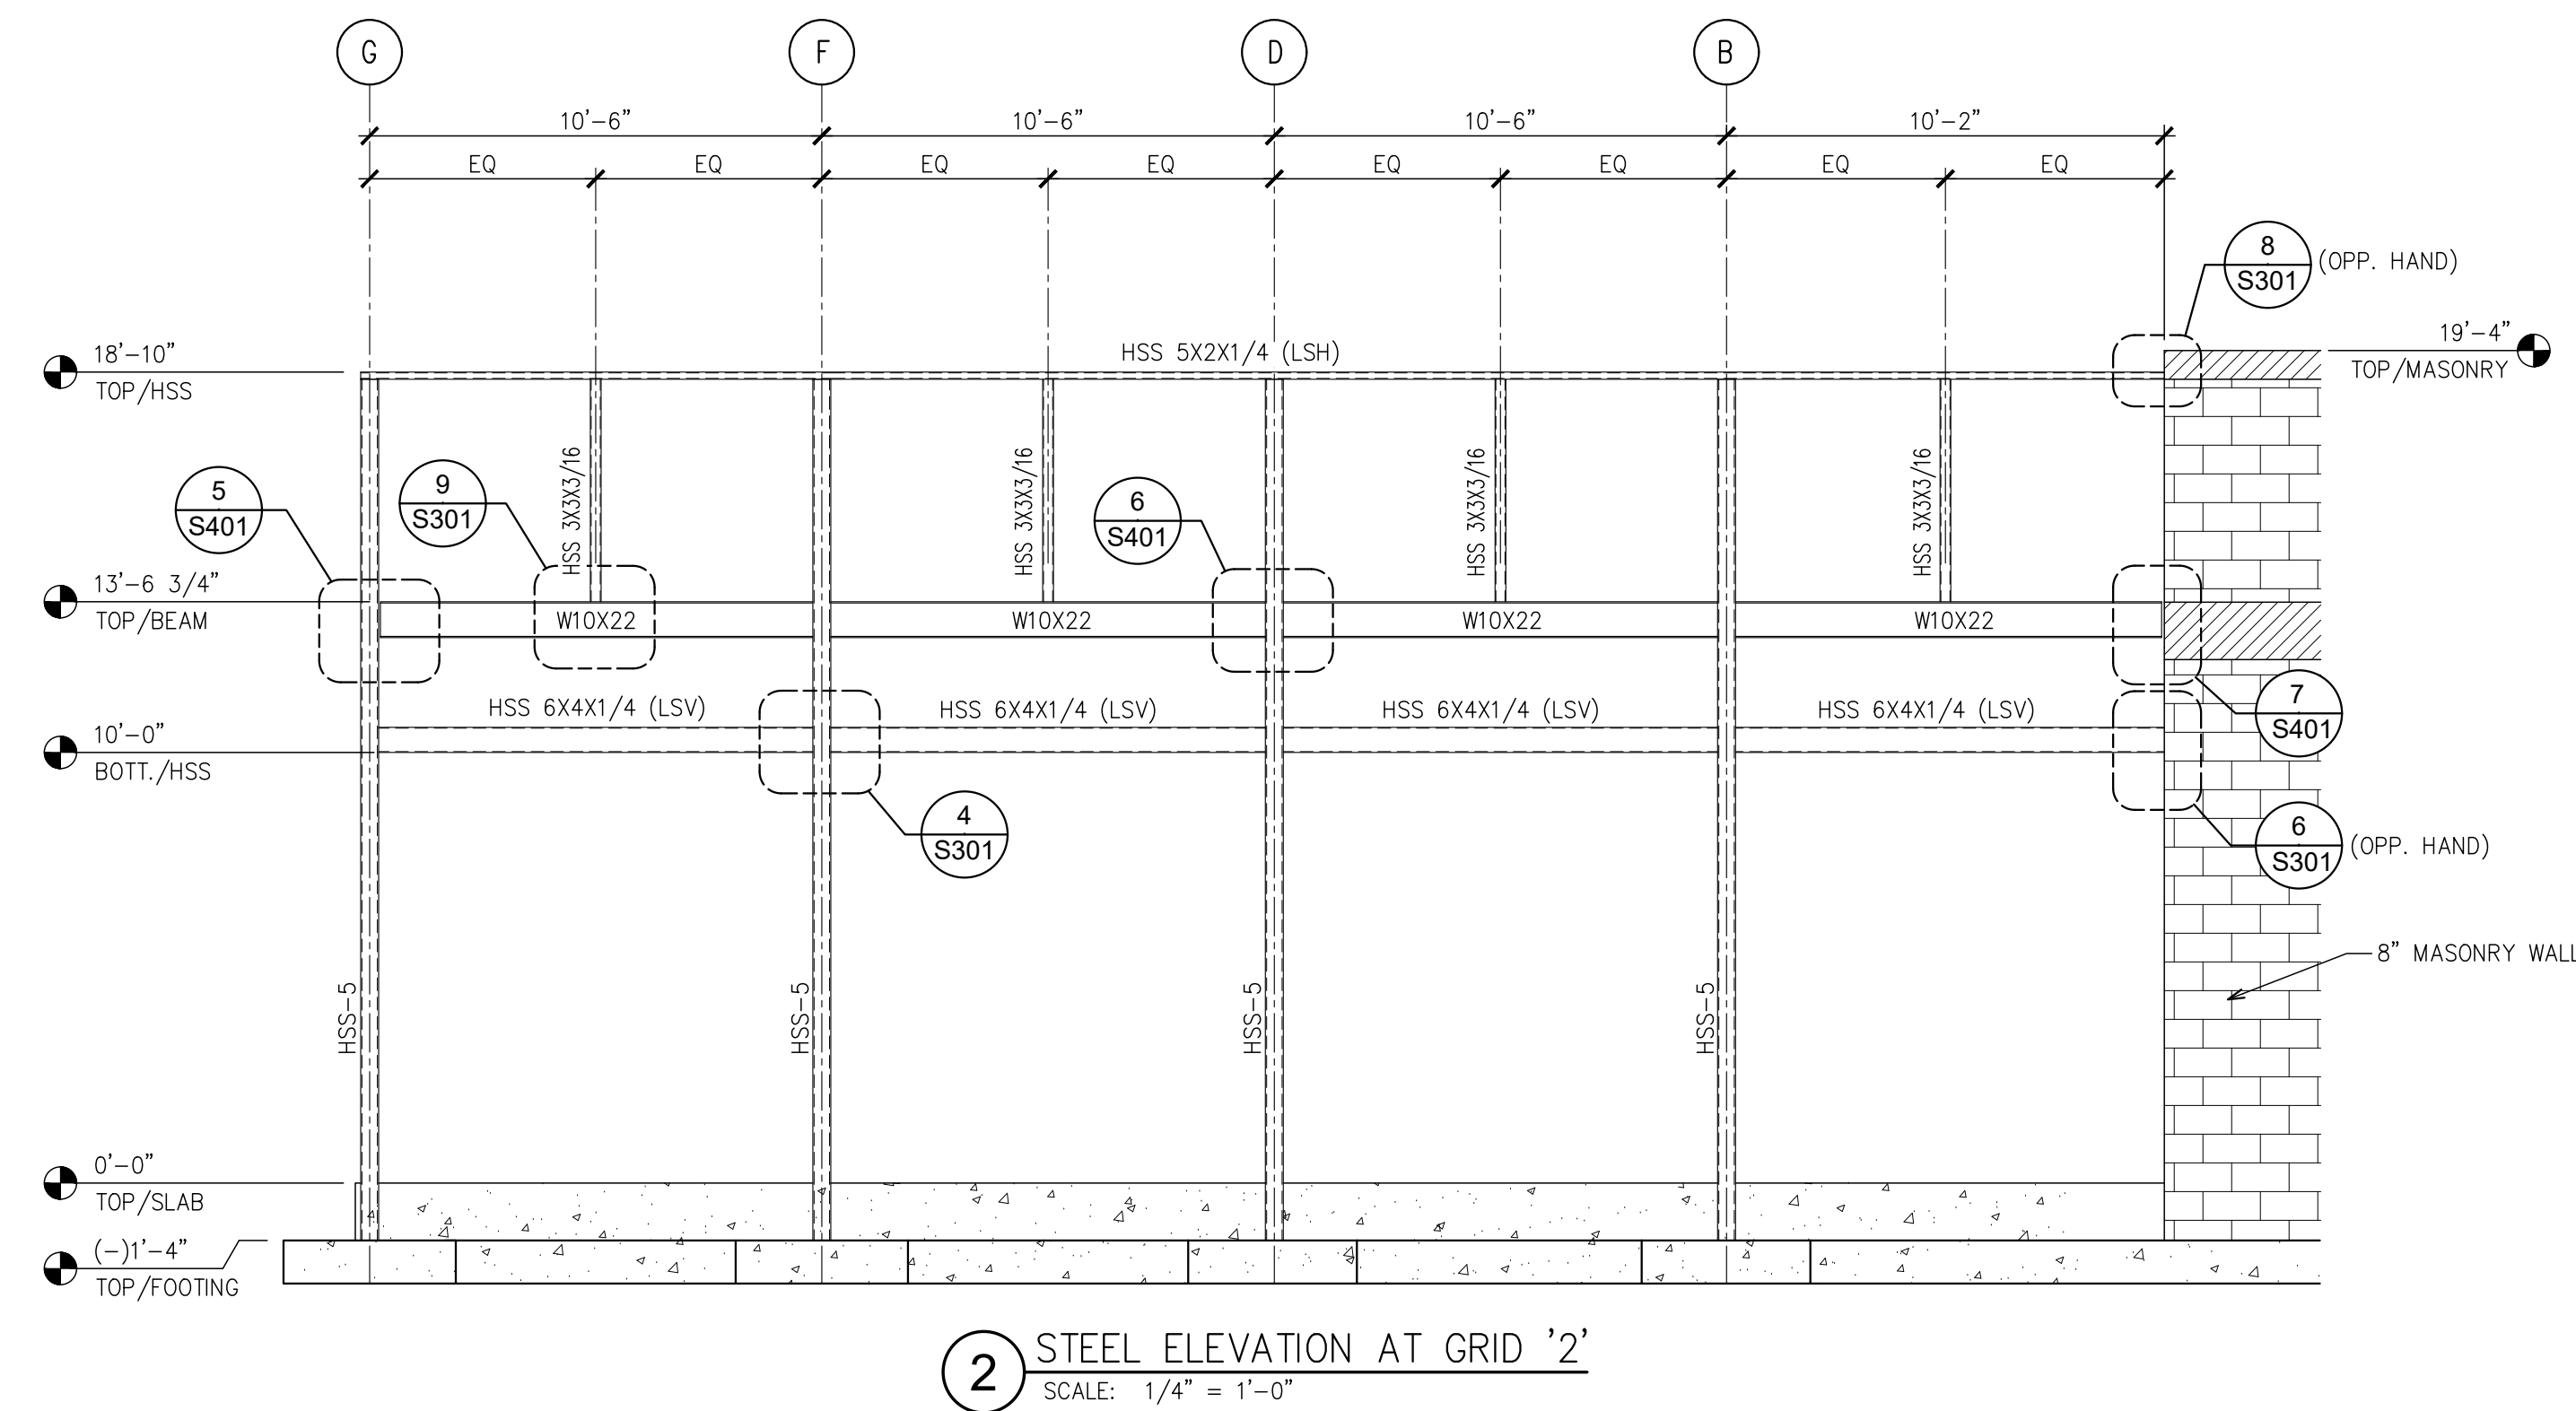 G
F
D
B
10'-6"
10'-6"
10'-6"
10'-2"
EQ
EQ
EQ
EQ
EQ
EQ
EQ
EQ
8
S301
(OPP. HAND)
18'-10"
TOP/HSS
HSS 5X2X1/4 (LSH)
19'-4"
TOP/MASONRY
5
S401
9
S301
HSS 3X3X3/16
HSS 3X3X3/16
6
S401
HSS 3X3X3/16
HSS 3X3X3/16
13'-6 3/4"
TOP/BEAM
W10X22
W10X22
W10X22
W10X22
HSS 6X4X1/4 (LSV)
HSS 6X4X1/4 (LSV)
HSS 6X4X1/4 (LSV)
HSS 6X4X1/4 (LSV)
7
S401
10'-0"
BOTT./HSS
4
S301
6
S301
(OPP. HAND)
8" MASONRY WALL
HSS-5
HSS-5
HSS-5
HSS-5
0'-0"
TOP/SLAB
(-)1'-4"
TOP/FOOTING
2
STEEL ELEVATION AT GRID '2'
SCALE: 1/4" = 1'-0"